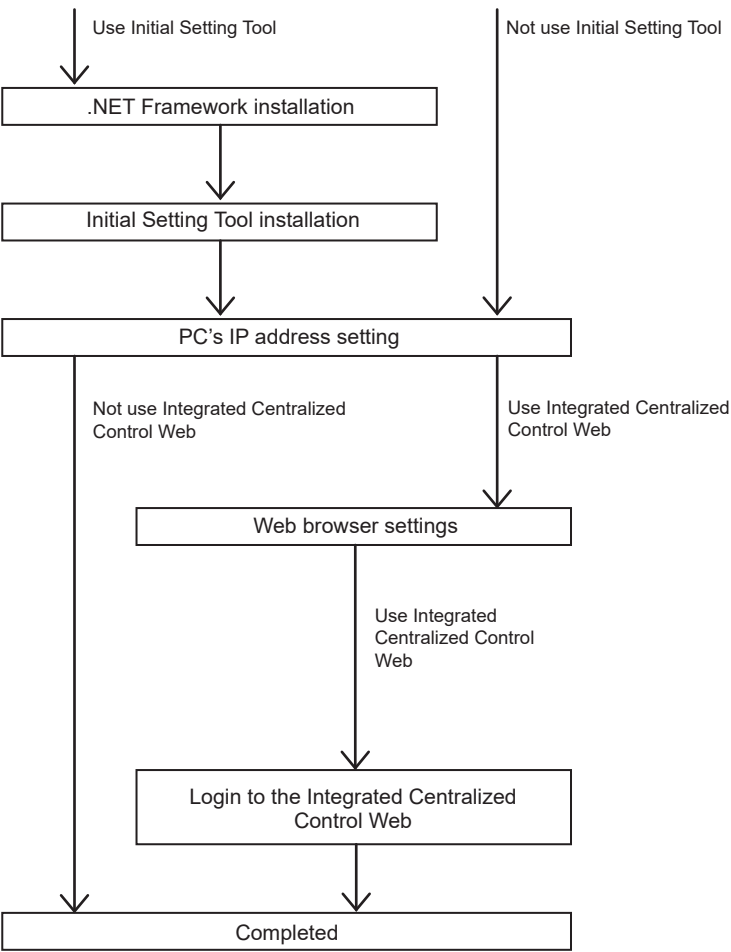 Use Initial Setting Tool
Not use Initial Setting Tool
.NET Framework installation
Initial Setting Tool installation
PC’s IP address setting
Not use Integrated Centralized
Control Web
Use Integrated Centralized
Control Web
Web browser settings
Use Integrated
Centralized Control
Web
Login to the Integrated Centralized
Control Web
Completed